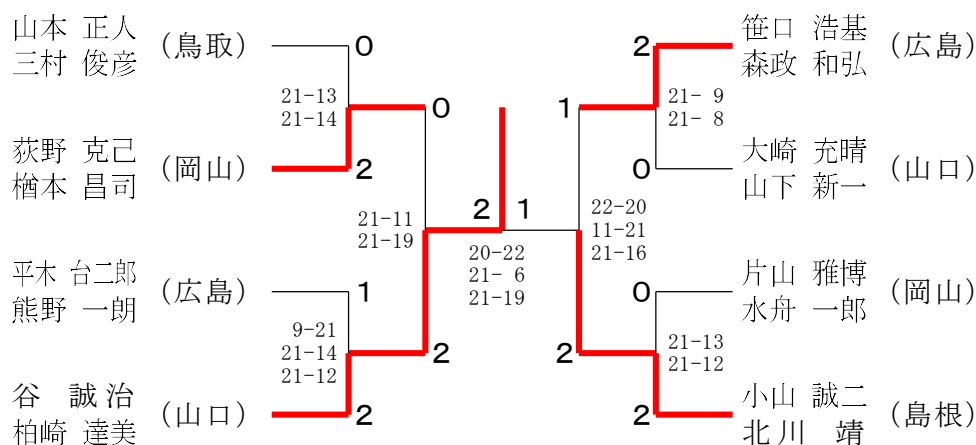 山本 正人
三村 俊彦
(鳥取)
0
21-13
21-14
0
荻野 克己
楢本 昌司
(岡山)
2
21-11
21-19
平木 台二郎
熊野 一朗
(広島)
1
9-21
21-14
21-12
2
谷 誠治
柏崎 達美
(山口)
2
2
1
20-22
21- 6
21-19
2
笹口 浩基
森政 和弘
(広島)
1
21- 9
21- 8
0
大崎 充晴
山下 新一
(山口)
22-20
11-21
21-16
0
片山 雅博
水舟 一郎
(岡山)
2
21-13
21-12
2
小山 誠二
北川 靖
(島根)